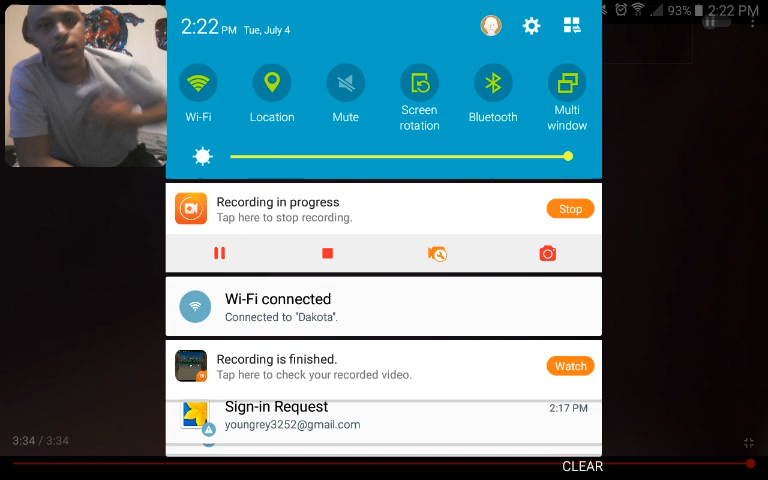 2:22 PM Tue, July 4
93% 2:22 PM
Wi-Fi
Location
Mute
Screen
rotation
Bluetooth
Multi
window
Recording in progress
Tap here to stop recording.
Stop
Wi-Fi connected
Connected to "Dakota".
Recording is finished.
Tap here to check your recorded video.
Watch
Sign-in Request
2:17 PM
youngrey3252@gmail.com
3:34 / 3:34
CLEAR